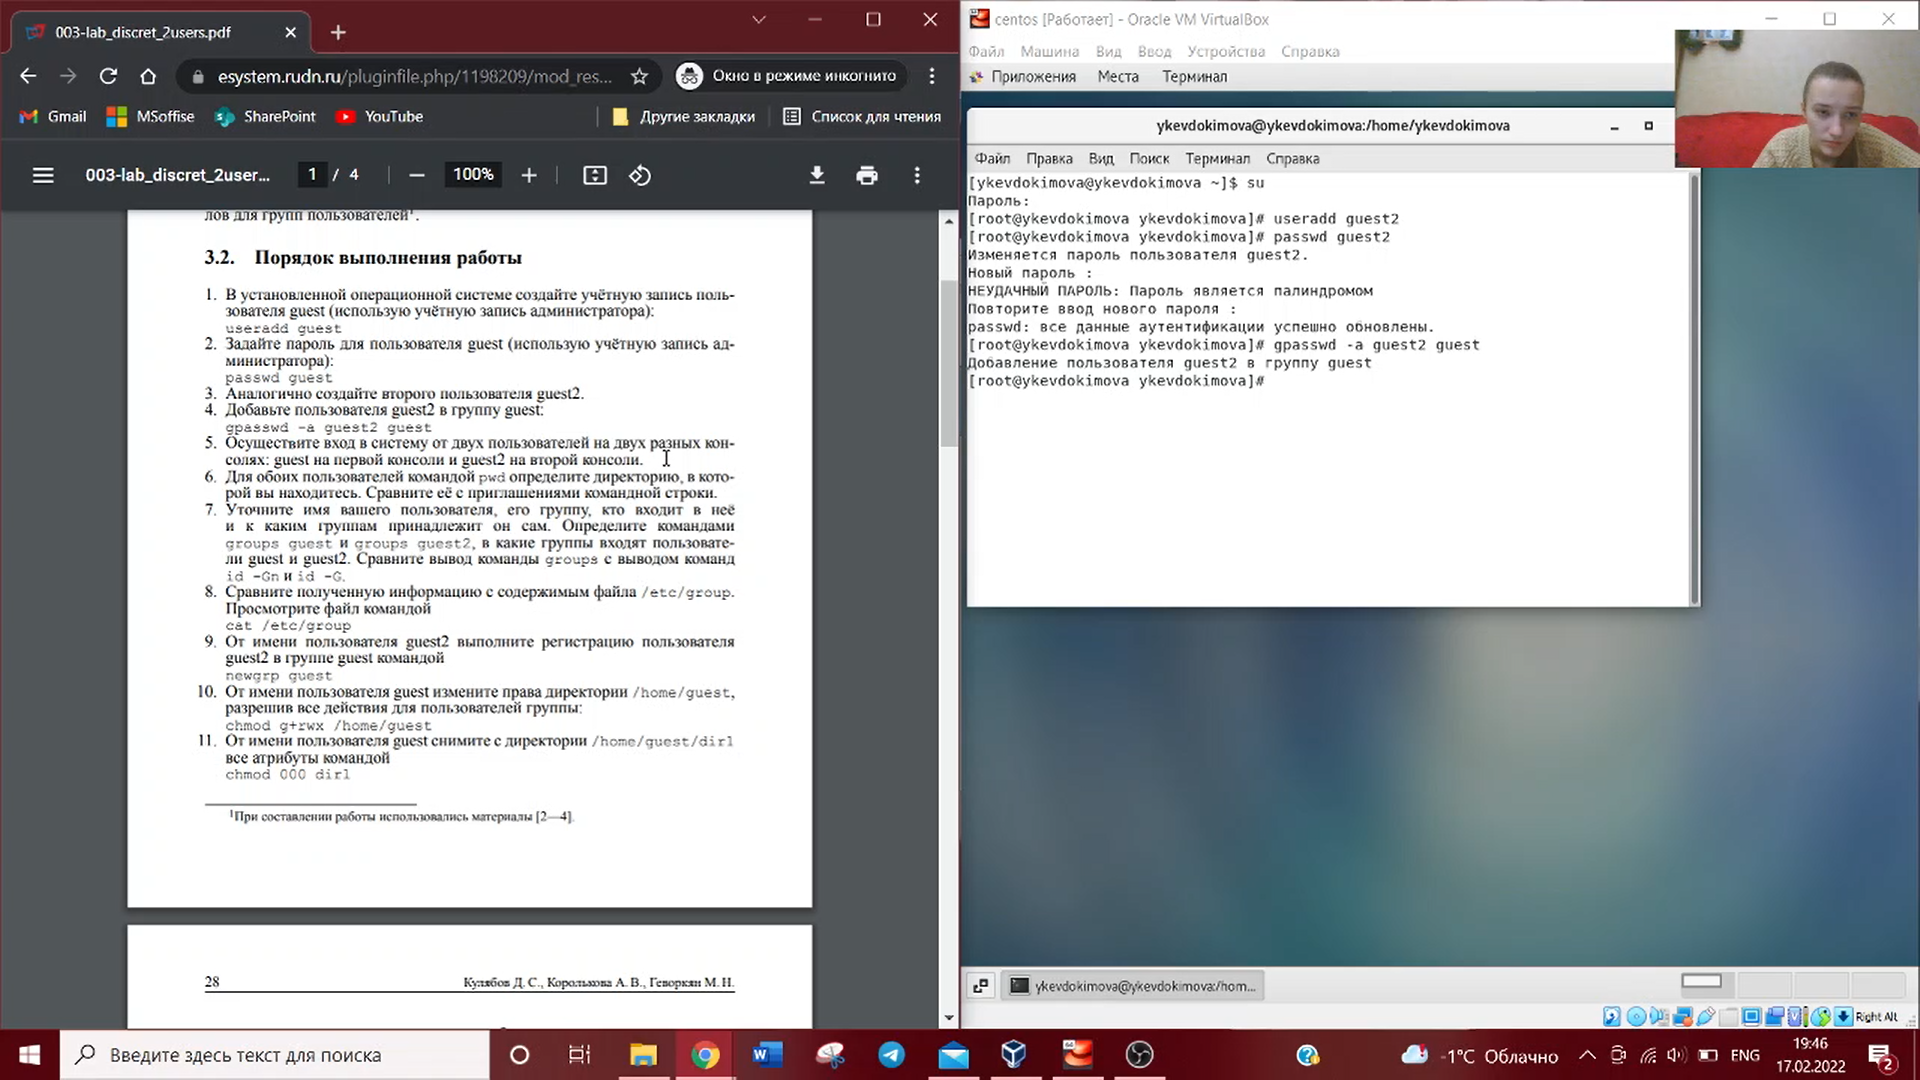 003-lab_discret_2users.pdf
esystem.rudn.ru/pluginfile.php/1198209/mod_res...
Окно в режиме инкогнито
Gmail
MSoffise
SharePoint
YouTube
Другие закладки
Список для чтения
003-lab_discret_2user...
1 / 4
100%
лов для групп пользователей¹.
3.2. Порядок выполнения работы
1. В установленной операционной системе создайте учётную запись поль-
зователя guest (использую учётную запись администратора):
useradd guest
2. Задайте пароль для пользователя guest (использую учётную запись ад-
министратора):
passwd guest
3. Аналогично создайте второго пользователя guest2.
4. Добавьте пользователя guest2 в группу guest:
gpasswd -a guest2 guest
5. Осуществите вход в систему от двух пользователей на двух разных кон-
солях: guest на первой консоли и guest2 на второй консоли.
6. Для обоих пользователей командой pwd определите директорию, в кото-
рой вы находитесь. Сравните её с приглашениями командной строки.
7. Уточните имя вашего пользователя, его группу, кто входит в неё
и к каким группам принадлежит он сам. Определите командами
groups guest и groups guest2, в какие группы входят пользовате-
ли guest и guest2. Сравните вывод команды groups с выводом команд
id -Gn и id -G.
8. Сравните полученную информацию с содержимым файла /etc/group.
Просмотрите файл командой
cat /etc/group
9. От имени пользователя guest2 выполните регистрацию пользователя
guest2 в группе guest командой
newgrp guest
10. От имени пользователя guest измените права директории /home/guest,
разрешив все действия для пользователей группы:
chmod g+rwx /home/guest
11. От имени пользователя guest снимите с директории /home/guest/dir1
все атрибуты командой
chmod 000 dir1
¹При составлении работы использовались материалы [2—4].
28
Кулябов Д. С., Королькова А. В., Геворкян М. Н.
centos [Работает] - Oracle VM VirtualBox
Файл Машина Вид Ввод Устройства Справка
Приложения Места Терминал
ykevdokimova@ykevdokimova:/home/ykevdokimova
Файл Правка Вид Поиск Терминал Справка
[ykevdokimova@ykevdokimova ~]$ su
Пароль:
[root@ykevdokimova ykevdokimova]# useradd guest2
[root@ykevdokimova ykevdokimova]# passwd guest2
Изменяется пароль пользователя guest2.
Новый пароль :
НЕУДАЧНЫЙ ПАРОЛЬ: Пароль является палиндромом
Повторите ввод нового пароля :
passwd: все данные аутентификации успешно обновлены.
[root@ykevdokimova ykevdokimova]# gpasswd -a guest2 guest
Добавление пользователя guest2 в группу guest
[root@ykevdokimova ykevdokimova]#
ykevdokimova@ykevdokimova:/hom...
Right Alt
Введите здесь текст для поиска
-1°C Облачно
ENG
19:46
17.02.2022
2